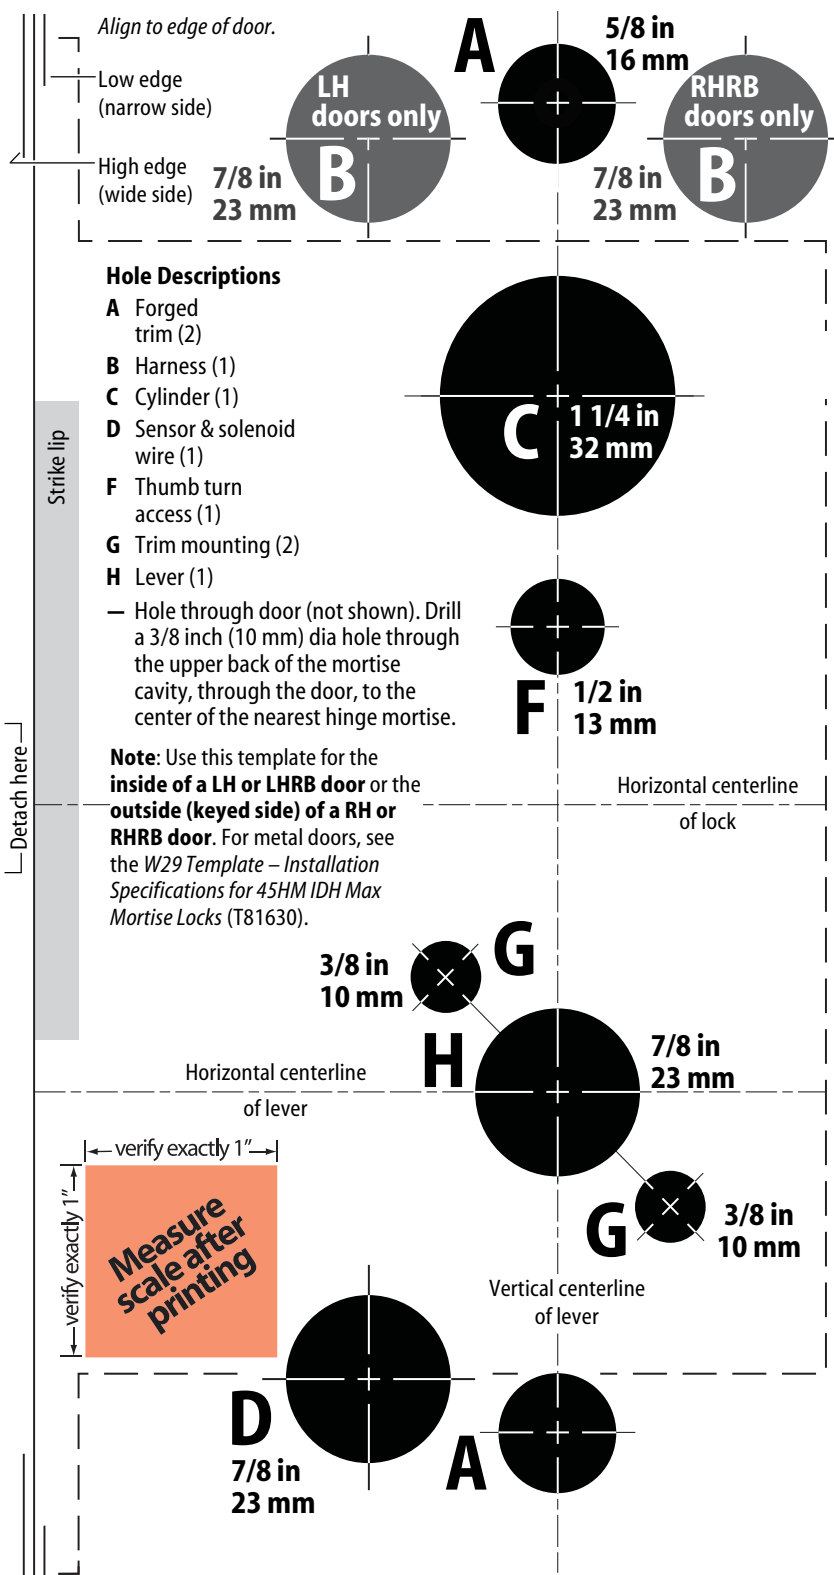 Align to edge of door.
Low edge
(narrow side)
High edge
(wide side)
LH
doors only
B
7/8 in
23 mm
A
5/8 in
16 mm
RHRB
doors only
B
7/8 in
23 mm
Hole Descriptions
A Forged
trim (2)
B Harness (1)
C Cylinder (1)
D Sensor & solenoid
wire (1)
F Thumb turn
access (1)
G Trim mounting (2)
H Lever (1)
— Hole through door (not shown). Drill
a 3/8 inch (10 mm) dia hole through
the upper back of the mortise
cavity, through the door, to the
center of the nearest hinge mortise.
Note: Use this template for the
inside of a LH or LHRB door or the
outside (keyed side) of a RH or
RHRB door. For metal doors, see
the W29 Template – Installation
Specifications for 45HM IDH Max
Mortise Locks (T81630).
Strike lip
Detach here
C
1 1/4 in
32 mm
F
1/2 in
13 mm
Horizontal centerline
of lock
G
3/8 in
10 mm
H
7/8 in
23 mm
Horizontal centerline
of lever
verify exactly 1"
verify exactly 1"
Measure
scale after
printing
G
3/8 in
10 mm
Vertical centerline
of lever
D
7/8 in
23 mm
A